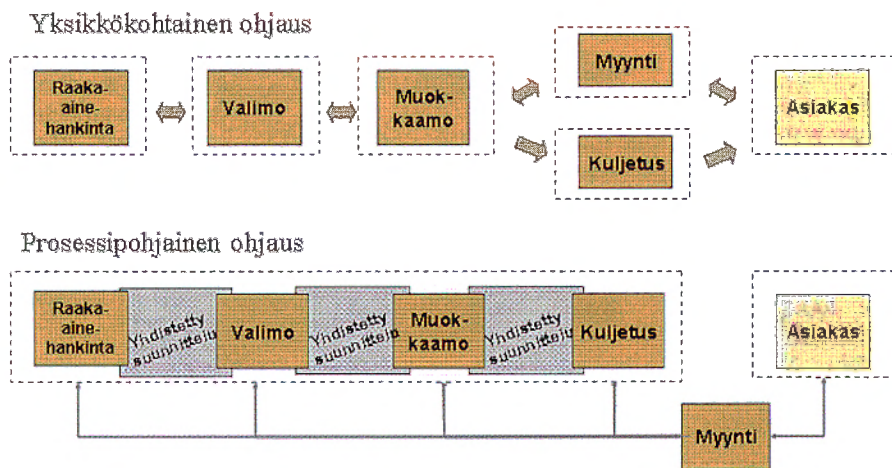 Yksikkökohtainen ohjaus
Raaka-
aine-
hankinta
Valimo
Muok-
kaamo
Myynti
Kuljetus
Asiakas
Prosessipohjainen ohjaus
Raaka-
aine-
hankinta
Yhdistetty
suunnittelu
Valimo
Yhdistetty
suunnittelu
Muok-
kaamo
Yhdistetty
suunnittelu
Kuljetus
Asiakas
Myynti